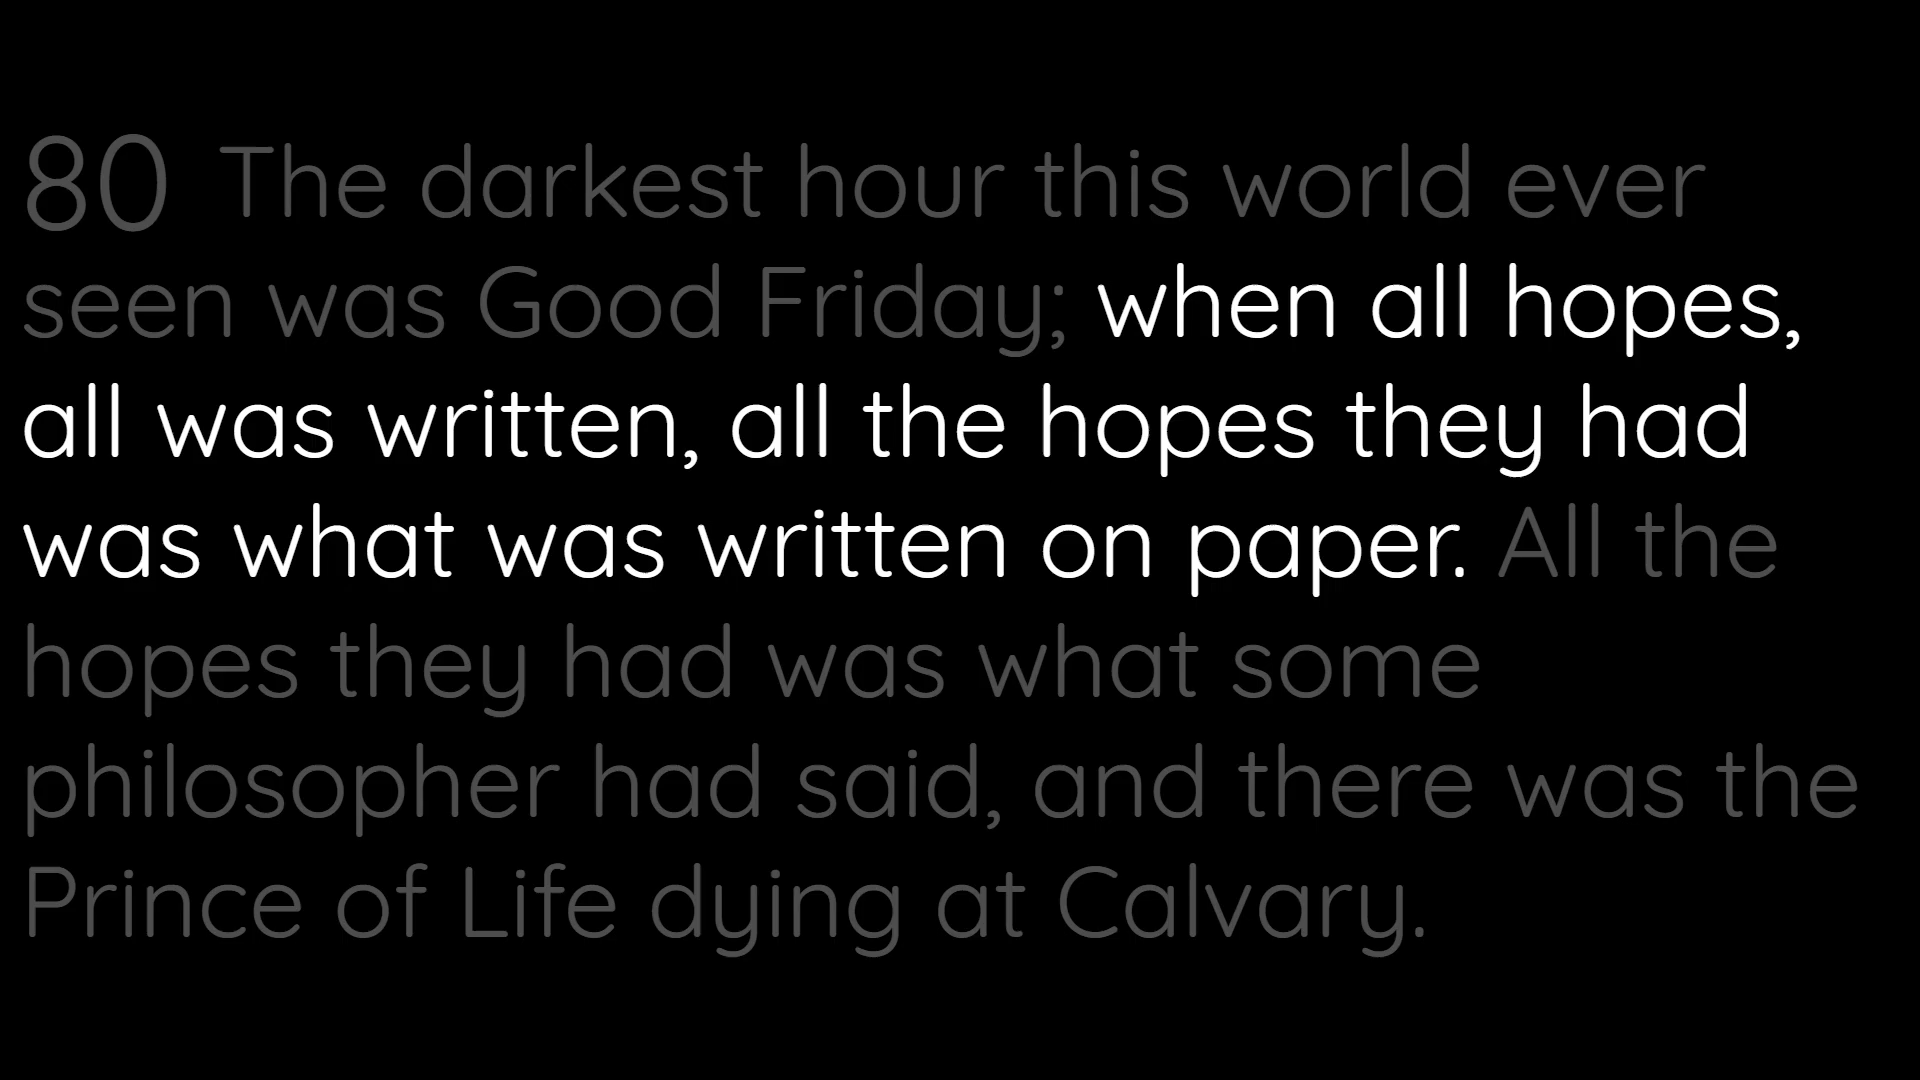 80 The darkest hour this world ever
seen was Good Friday; when all hopes,
all was written, all the hopes they had
was what was written on paper. All the
hopes they had was what some
philosopher had said, and there was the
Prince of Life dying at Calvary.